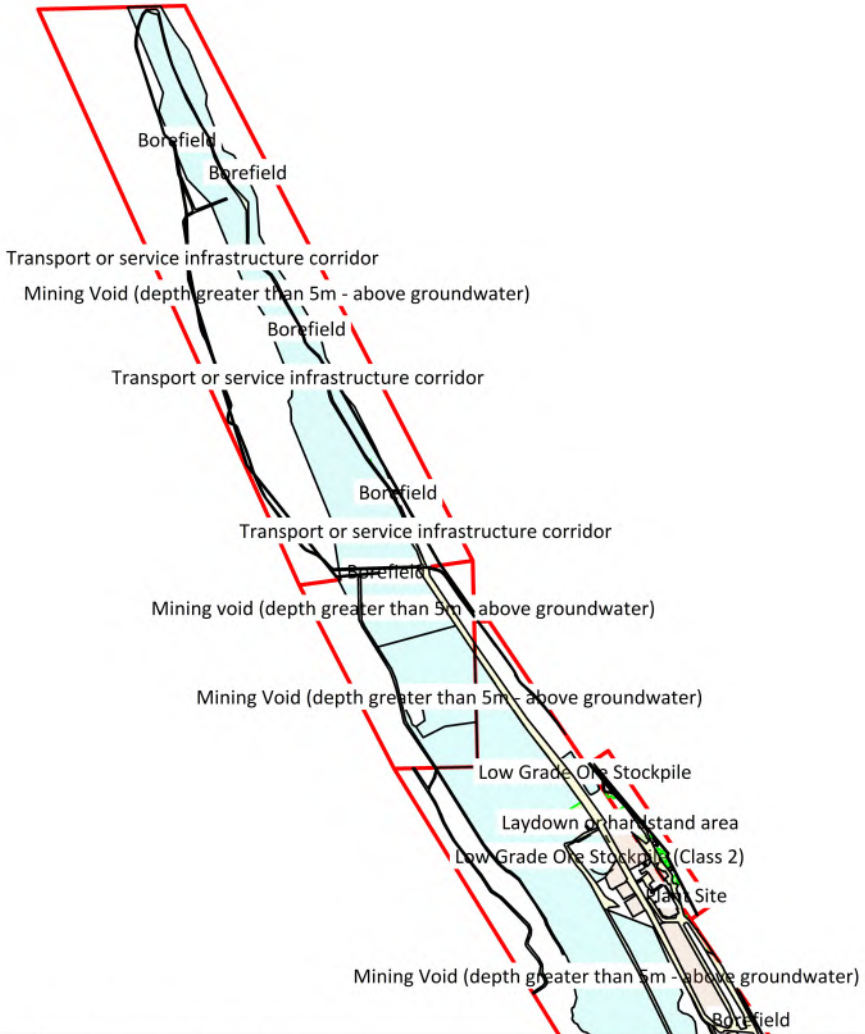 Borefield
Borefield
Transport or service infrastructure corridor
Mining Void (depth greater than 5m - above groundwater)
Borefield
Transport or service infrastructure corridor
Borefield
Transport or service infrastructure corridor
Borefield
Mining void (depth greater than 5m - above groundwater)
Mining Void (depth greater than 5m - above groundwater)
Low Grade Ore Stockpile
Laydown or hardstand area
Low Grade Ore Stockpile (Class 2)
Plant Site
Mining Void (depth greater than 5m - above groundwater)
Borefield